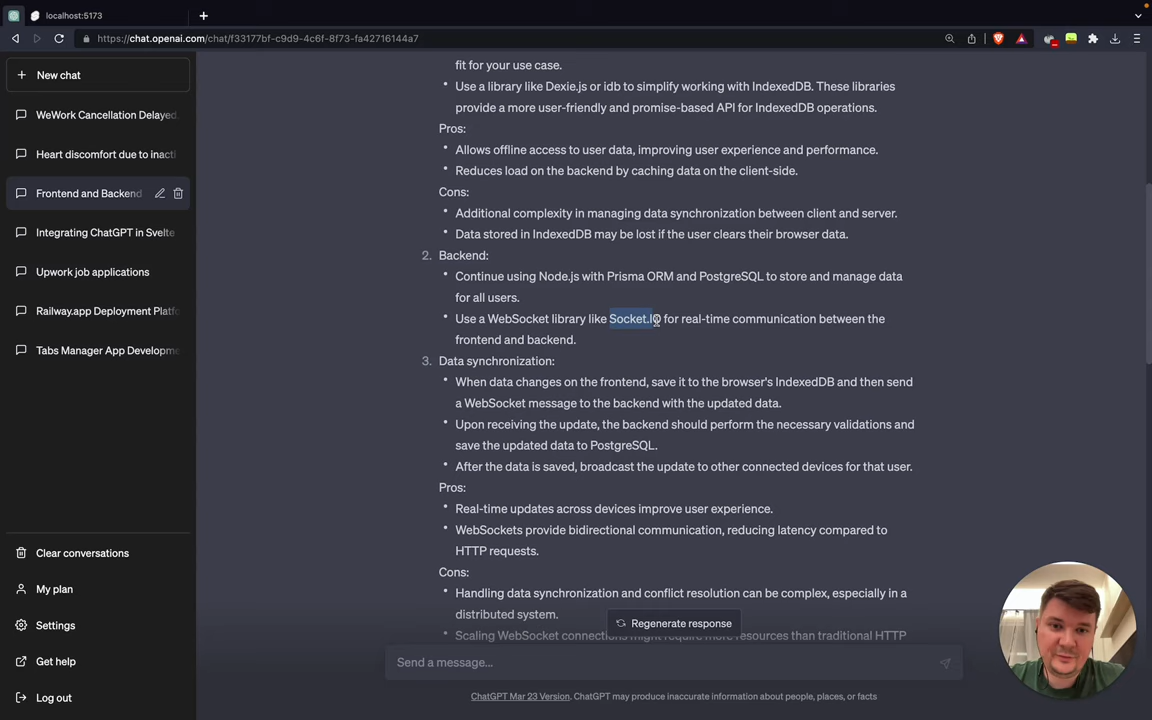 localhost:5173
https://chat.openai.com/chat/f33177bf-c9d9-4c6f-8f73-fa42716144a7
New chat
WeWork Cancellation Delayed.
Heart discomfort due to inacti
Frontend and Backend
Integrating ChatGPT in Svelte
Upwork job applications
Railway.app Deployment Platfo
Tabs Manager App Developme
Clear conversations
My plan
Settings
Get help
Log out
fit for your use case.
• Use a library like Dexie.js or idb to simplify working with IndexedDB. These libraries
provide a more user-friendly and promise-based API for IndexedDB operations.
Pros:
• Allows offline access to user data, improving user experience and performance.
• Reduces load on the backend by caching data on the client-side.
Cons:
• Additional complexity in managing data synchronization between client and server.
• Data stored in IndexedDB may be lost if the user clears their browser data.
2. Backend:
• Continue using Node.js with Prisma ORM and PostgreSQL to store and manage data
for all users.
• Use a WebSocket library like Socket.IO for real-time communication between the
frontend and backend.
3. Data synchronization:
• When data changes on the frontend, save it to the browser's IndexedDB and then send
a WebSocket message to the backend with the updated data.
• Upon receiving the update, the backend should perform the necessary validations and
save the updated data to PostgreSQL.
• After the data is saved, broadcast the update to other connected devices for that user.
Pros:
• Real-time updates across devices improve user experience.
• WebSockets provide bidirectional communication, reducing latency compared to
HTTP requests.
Cons:
• Handling data synchronization and conflict resolution can be complex, especially in a
distributed system.
• Scaling WebSocket connections might require more resources than traditional HTTP
Regenerate response
Send a message...
ChatGPT Mar 23 Version. ChatGPT may produce inaccurate information about people, places, or facts